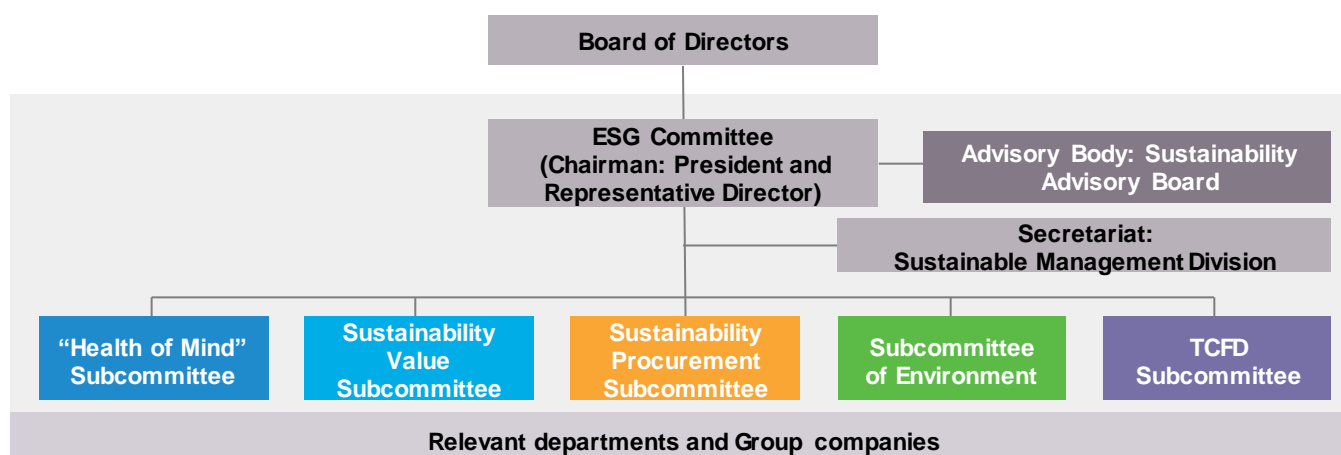 Board of Directors
ESG Committee
(Chairman: President and
Representative Director)
Advisory Body: Sustainability
Advisory Board
Secretariat:
Sustainable Management Division
“Health of Mind”
Subcommittee
Sustainability
Value
Subcommittee
Sustainability
Procurement
Subcommittee
Subcommittee
of Environment
TCFD
Subcommittee
Relevant departments and Group companies